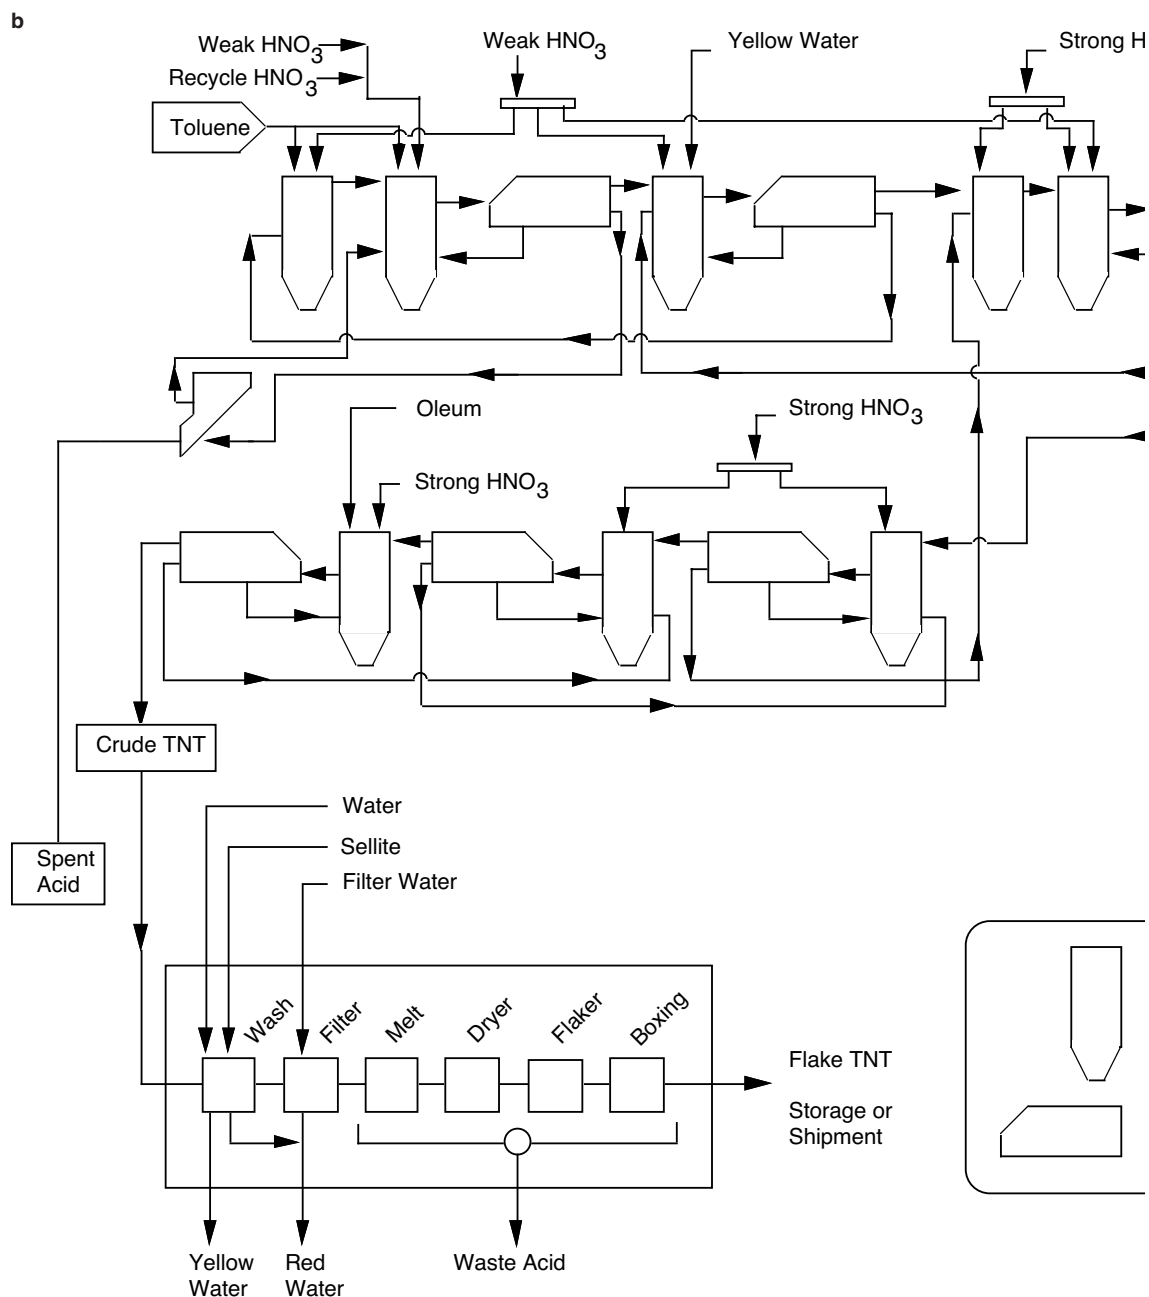 b
Weak HNO3
Recycle HNO3
Toluene
Weak HNO3
Yellow Water
Strong H
Oleum
Strong HNO3
Strong HNO3
Crude TNT
Spent
Acid
Water
Sellite
Filter Water
Wash
Filter
Melt
Dryer
Flaker
Boxing
Flake TNT
Storage or
Shipment
Yellow
Water
Red
Water
Waste Acid